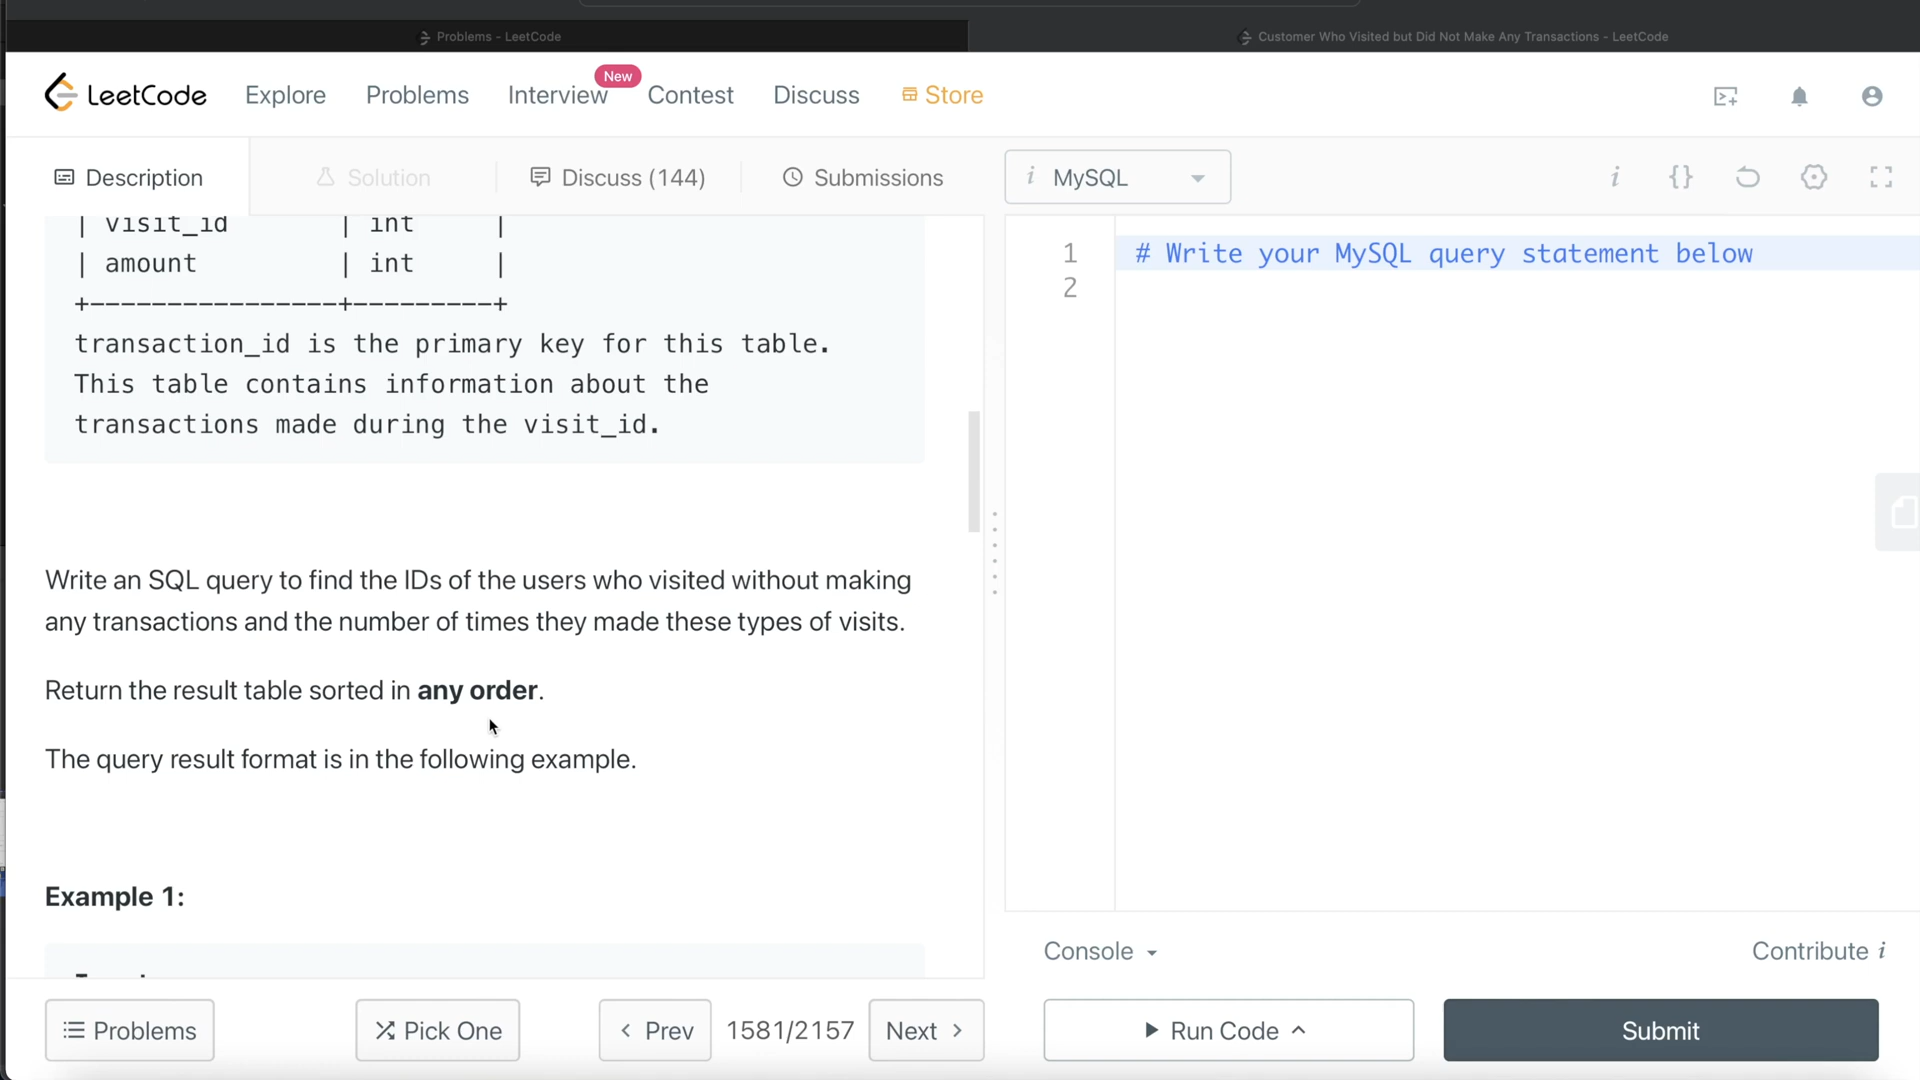 Problems - LeetCode
Customer Who Visited but Did Not Make Any Transactions - LeetCode
LeetCode Explore Problems Interview New Contest Discuss Store
Description Solution Discuss (144) Submissions
i MySQL
| visit_id | int |
| amount | int |
+----------------+---------+
transaction_id is the primary key for this table.
This table contains information about the
transactions made during the visit_id.
Write an SQL query to find the IDs of the users who visited without making
any transactions and the number of times they made these types of visits.
Return the result table sorted in any order.
The query result format is in the following example.
Example 1:
Problems Pick One Prev 1581/2157 Next
i {}
1 # Write your MySQL query statement below
2
Console Contribute i
Run Code Submit